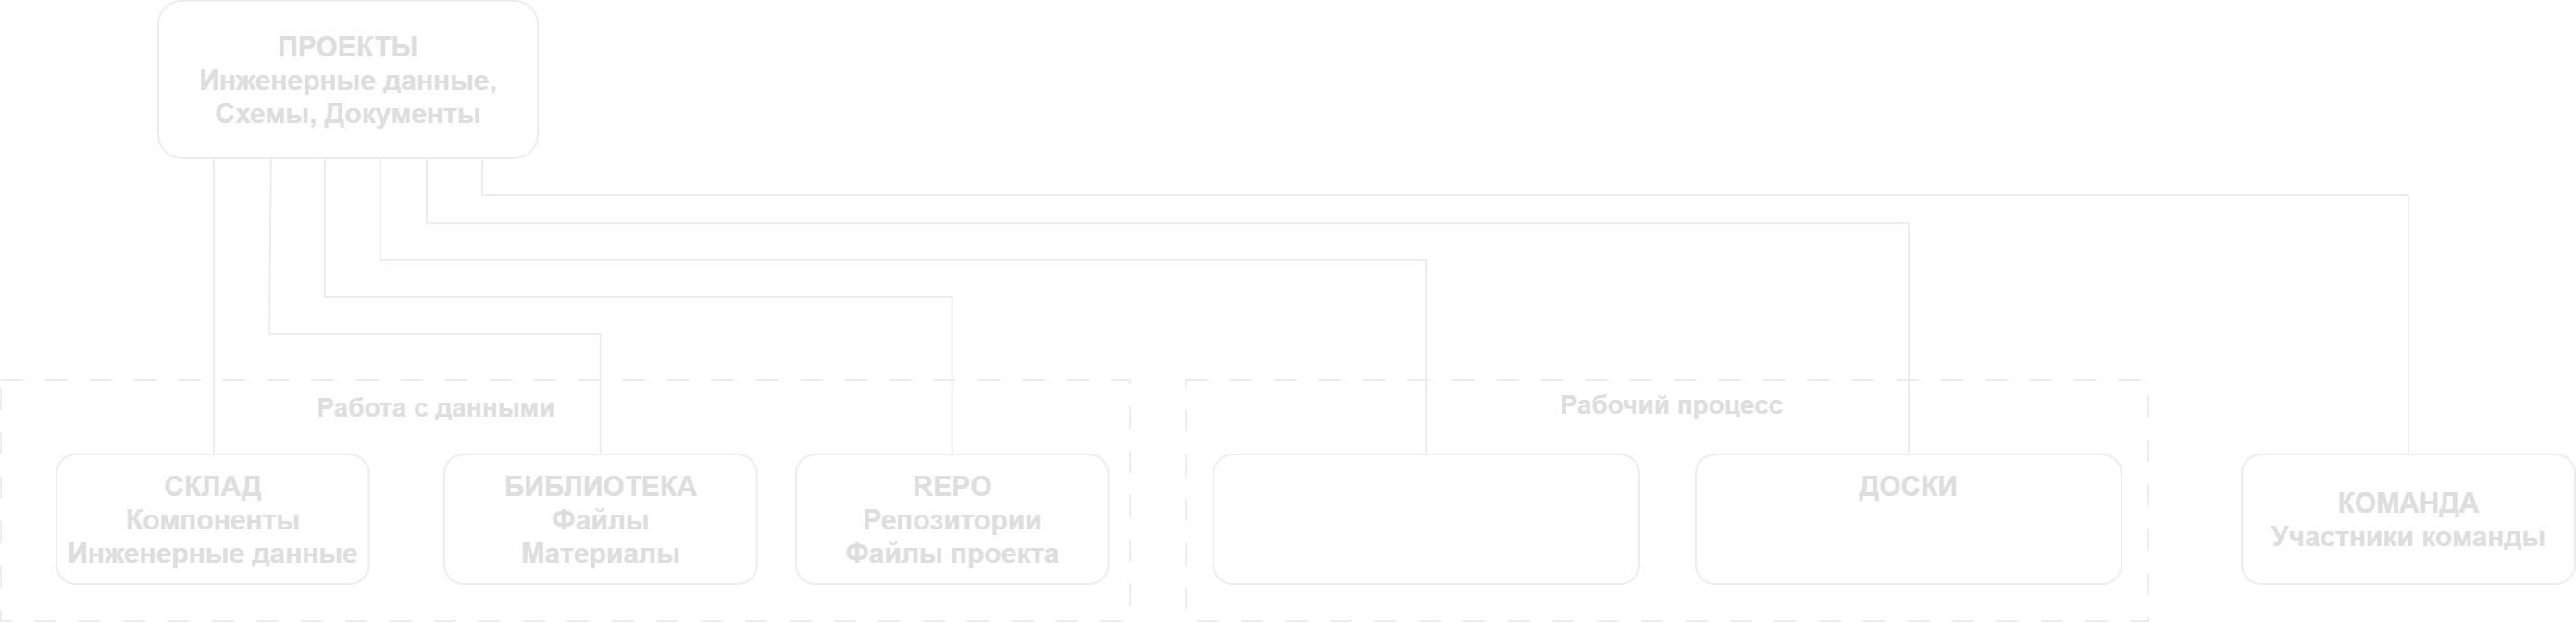 ПРОЕКТЫ
Инженерные данные,
Схемы, Документы
Работа с данными
Рабочий процесс
СКЛАД
Компоненты
Инженерные данные
БИБЛИОТЕКА
Файлы
Материалы
REPO
Репозитории
Файлы проекта
ДОСКИ
КОМАНДА
Участники команды